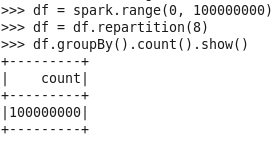 >>> df = spark.range(0, 100000000)
>>> df = df.repartition(8)
>>> df.groupBy().count().show()
+---------+
|    count|
+---------+
|100000000|
+---------+